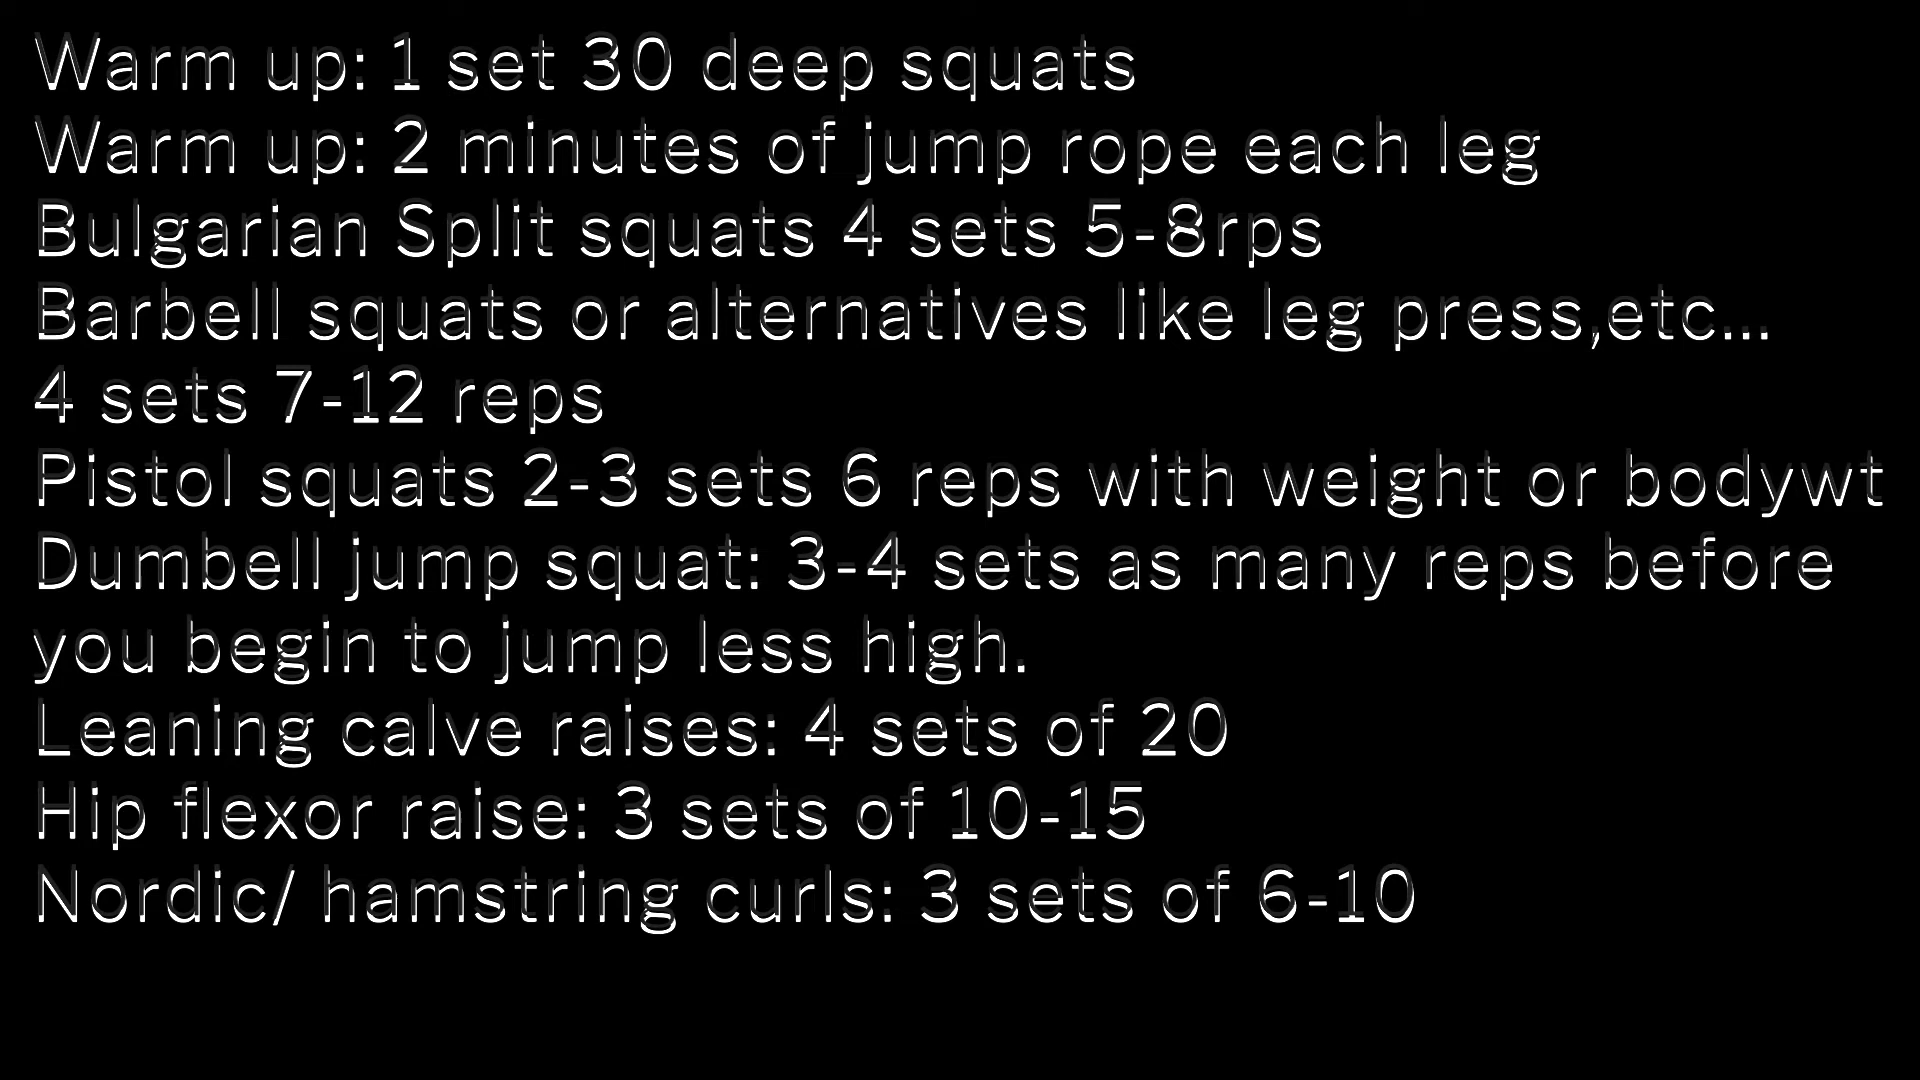 Warm up: 1 set 30 deep squats
Warm up: 2 minutes of jump rope each leg
Bulgarian Split squats 4 sets 5-8rps
Barbell squats or alternatives like leg press,etc...
4 sets 7-12 reps
Pistol squats 2-3 sets 6 reps with weight or bodywt
Dumbell jump squat: 3-4 sets as many reps before
you begin to jump less high.
Leaning calve raises: 4 sets of 20
Hip flexor raise: 3 sets of 10-15
Nordic/ hamstring curls: 3 sets of 6-10